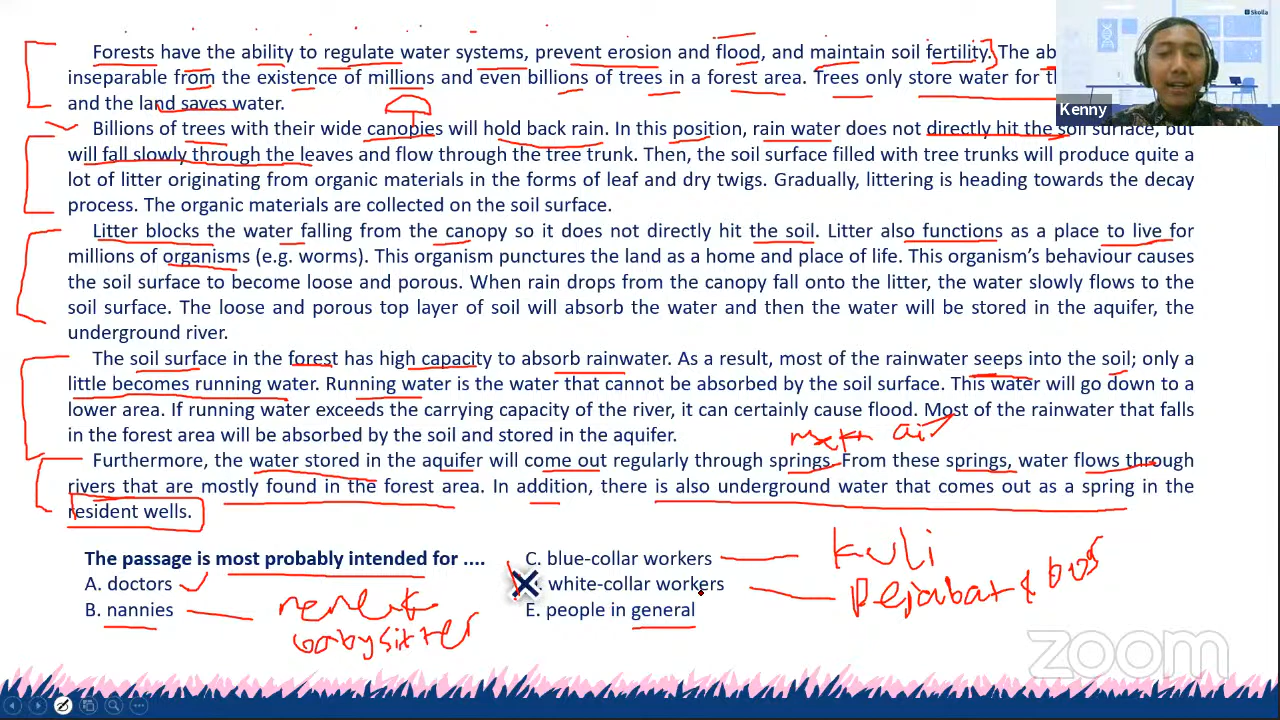 Skolla
Forests have the ability to regulate water systems, prevent erosion and flood, and maintain soil fertility. The
inseparable from the existence of millions and even billions of trees in a forest area. Trees only store water for
and the land saves water.
Kenny
Billions of trees with their wide canopies will hold back rain. In this position, rain water does not directly hit the soil surface, but
will fall slowly through the leaves and flow through the tree trunk. Then, the soil surface filled with tree trunks will produce quite a
lot of litter originating from organic materials in the forms of leaf and dry twigs. Gradually, littering is heading towards the decay
process. The organic materials are collected on the soil surface.
Litter blocks the water falling from the canopy so it does not directly hit the soil. Litter also functions as a place to live for
millions of organisms (e.g. worms). This organism punctures the land as a home and place of life. This organism’s behaviour causes
the soil surface to become loose and porous. When rain drops from the canopy fall onto the litter, the water slowly flows to the
soil surface. The loose and porous top layer of soil will absorb the water and then the water will be stored in the aquifer, the
underground river.
The soil surface in the forest has high capacity to absorb rainwater. As a result, most of the rainwater seeps into the soil; only a
little becomes running water. Running water is the water that cannot be absorbed by the soil surface. This water will go down to a
lower area. If running water exceeds the carrying capacity of the river, it can certainly cause flood. Most of the rainwater that falls
in the forest area will be absorbed by the soil and stored in the aquifer.
air
Furthermore, the water stored in the aquifer will come out regularly through springs. From these springs, water flows through
rivers that are mostly found in the forest area. In addition, there is also underground water that comes out as a spring in the
resident wells.
The passage is most probably intended for ....
A. doctors
B. nannies
babysitter
C. blue-collar workers
kuli
white-collar workers
Pejabat & bos
E. people in general
zoom